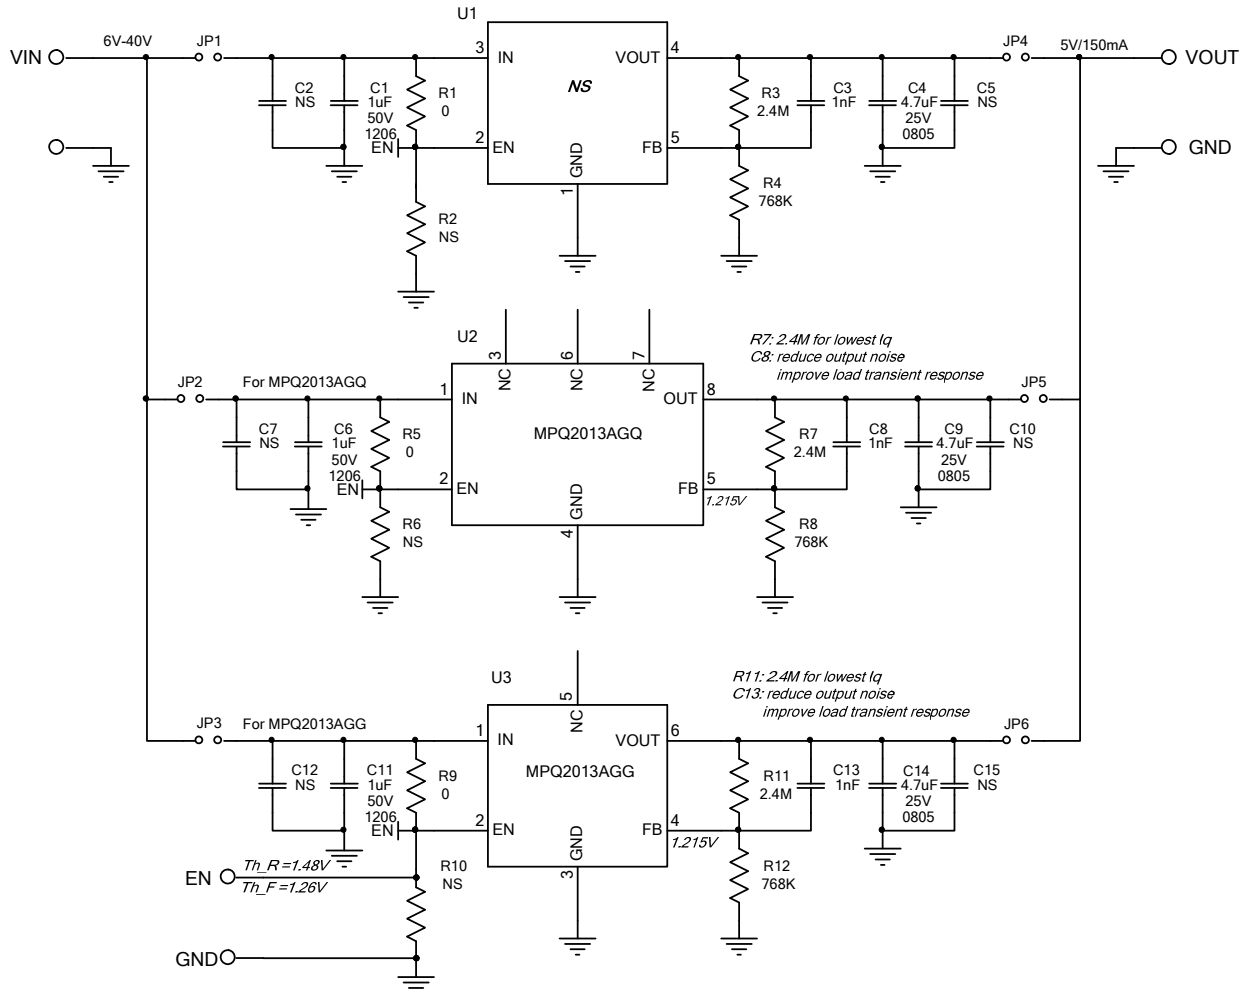 U1
VIN
6V-40V
JP1
3
IN
VOUT
4
JP4
5V/150mA
VOUT
NS
C2
NS
C1
1uF
50V
1206
R1
0
R3
2.4M
C3
1nF
C4
4.7uF
25V
0805
C5
NS
EN
2
EN
GND
1
FB
5
GND
R2
NS
R4
768K
U2
3
NC
6
NC
7
NC
R7: 2.4M for lowest Iq
C8: reduce output noise
improve load transient response
JP2
For MPQ2013AGQ
1
IN
OUT
8
JP5
MPQ2013AGQ
C7
NS
C6
1uF
50V
1206
R5
0
R7
2.4M
C8
1nF
C9
4.7uF
25V
0805
C10
NS
EN
2
EN
GND
4
FB
5
1.215V
R6
NS
R8
768K
U3
5
NC
R11: 2.4M for lowest Iq
C13: reduce output noise
improve load transient response
JP3
For MPQ2013AGG
1
IN
VOUT
6
JP6
MPQ2013AGG
C12
NS
C11
1uF
50V
1206
R9
0
R11
2.4M
C13
1nF
C14
4.7uF
25V
0805
C15
NS
EN
2
EN
GND
3
FB
4
1.215V
EN
Th_R=1.48V
Th_F=1.26V
R10
NS
R12
768K
GND